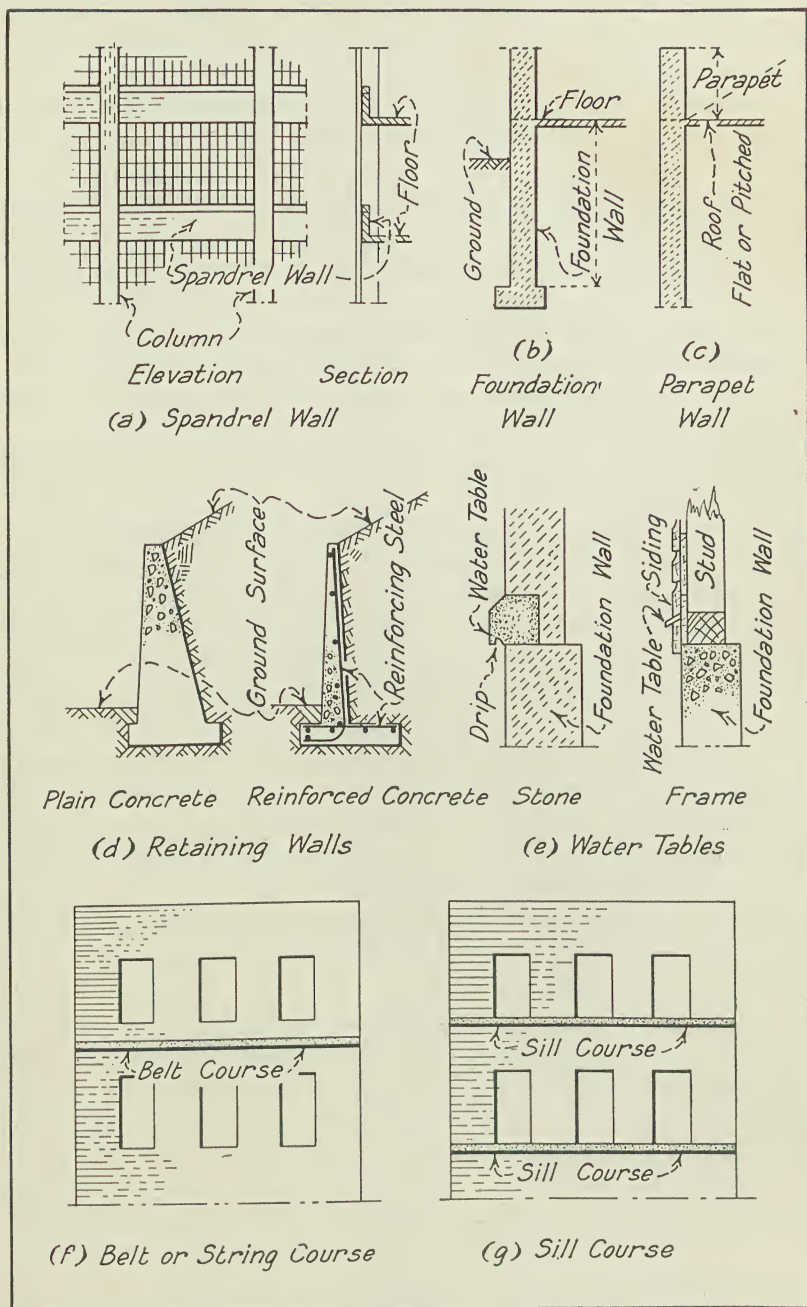 Spandrel Wall
Column
Floor
Elevation Section
(a) Spandrel Wall
Floor
Ground
Foundation
Wall
(b)
Foundation
Wall
Parapet
Roof
Flat or Pitched
(c)
Parapet
Wall
Ground Surface
Reinforcing Steel
Plain Concrete Reinforced Concrete
(d) Retaining Walls
Water Table
Drip
Foundation Wall
Stone
Siding
Water Table
Stud
Foundation Wall
Frame
(e) Water Tables
Belt Course
(f) Belt or String Course
Sill Course
Sill Course
(g) Sill Course